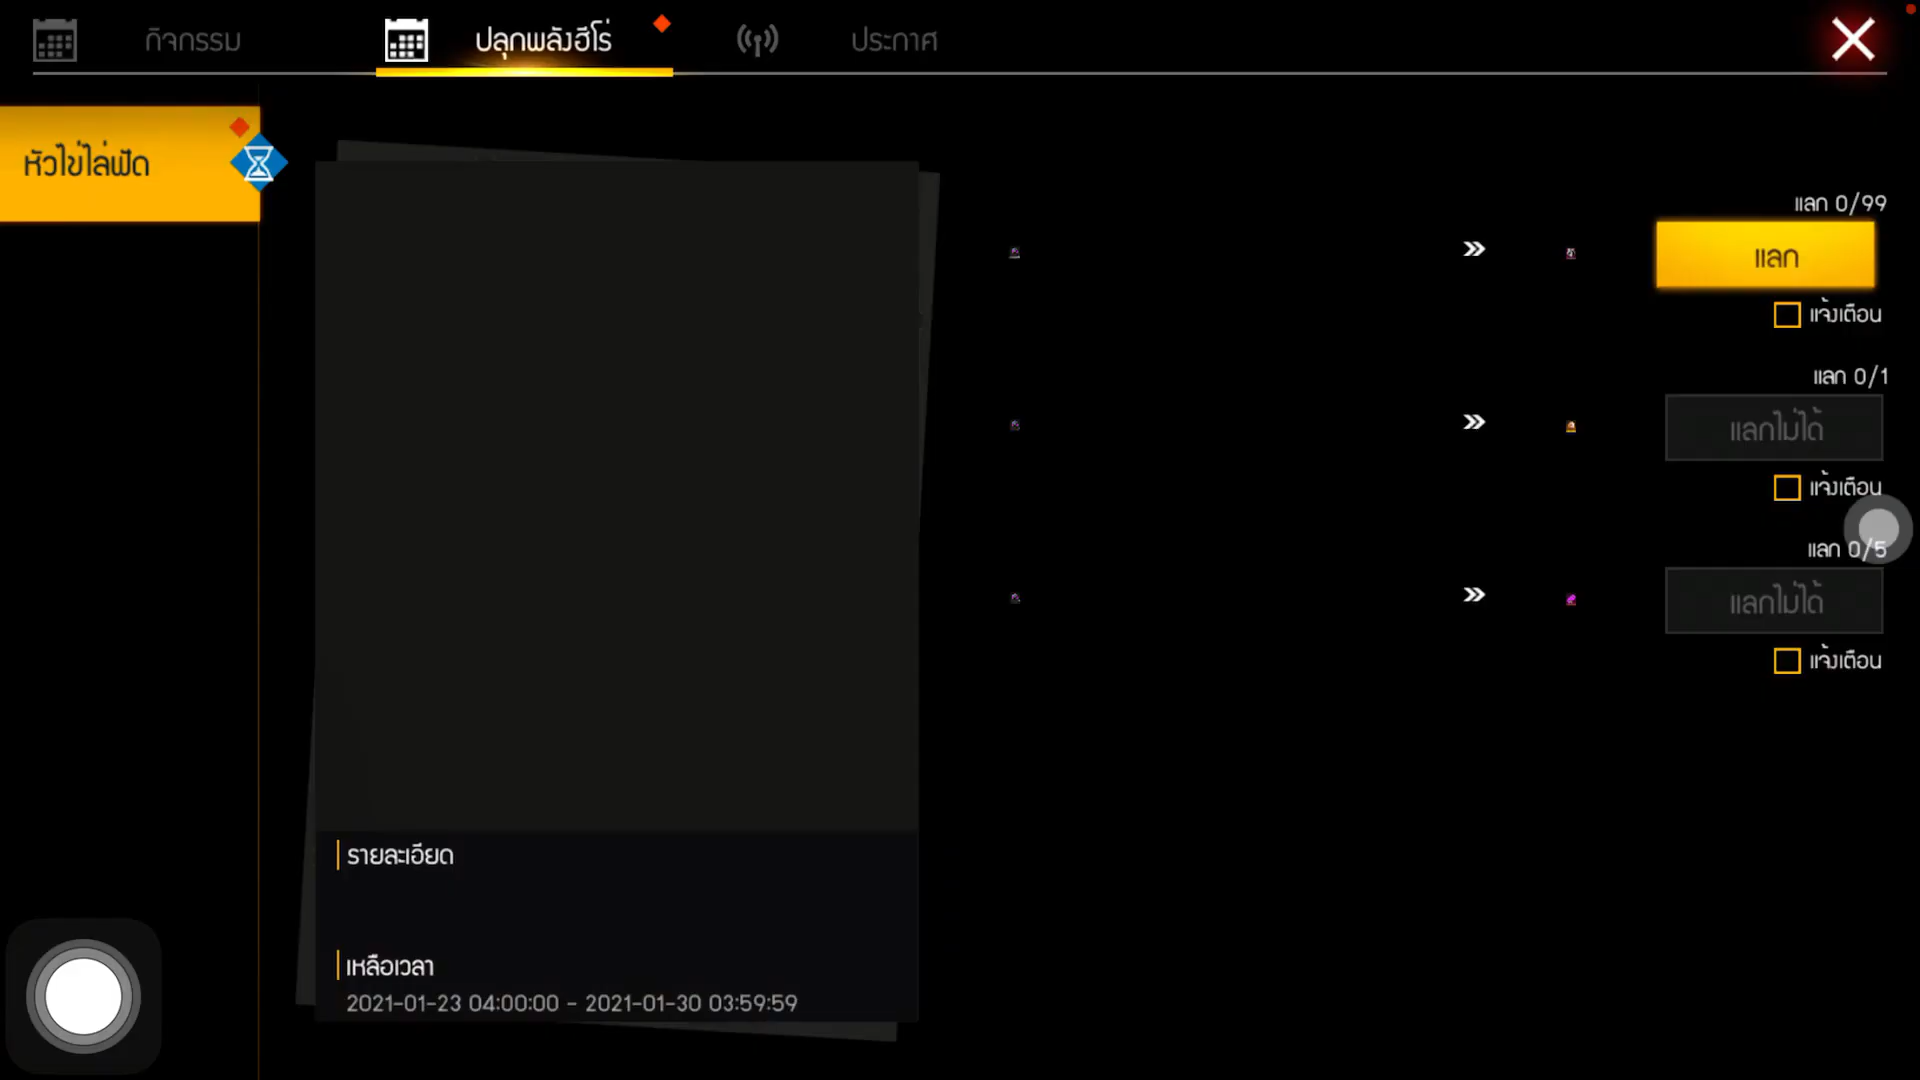 กิจกรรม
ปลุกพลังฮีโร่
ประกาศ
หัวไข่ไล่ฟัด
แลก 0/99
แลก
แจ้งเตือน
แลก 0/1
แลกไม่ได้
แจ้งเตือน
แลก 0/5
แลกไม่ได้
แจ้งเตือน
รายละเอียด
เหลือเวลา
2021-01-23 04:00:00 - 2021-01-30 03:59:59